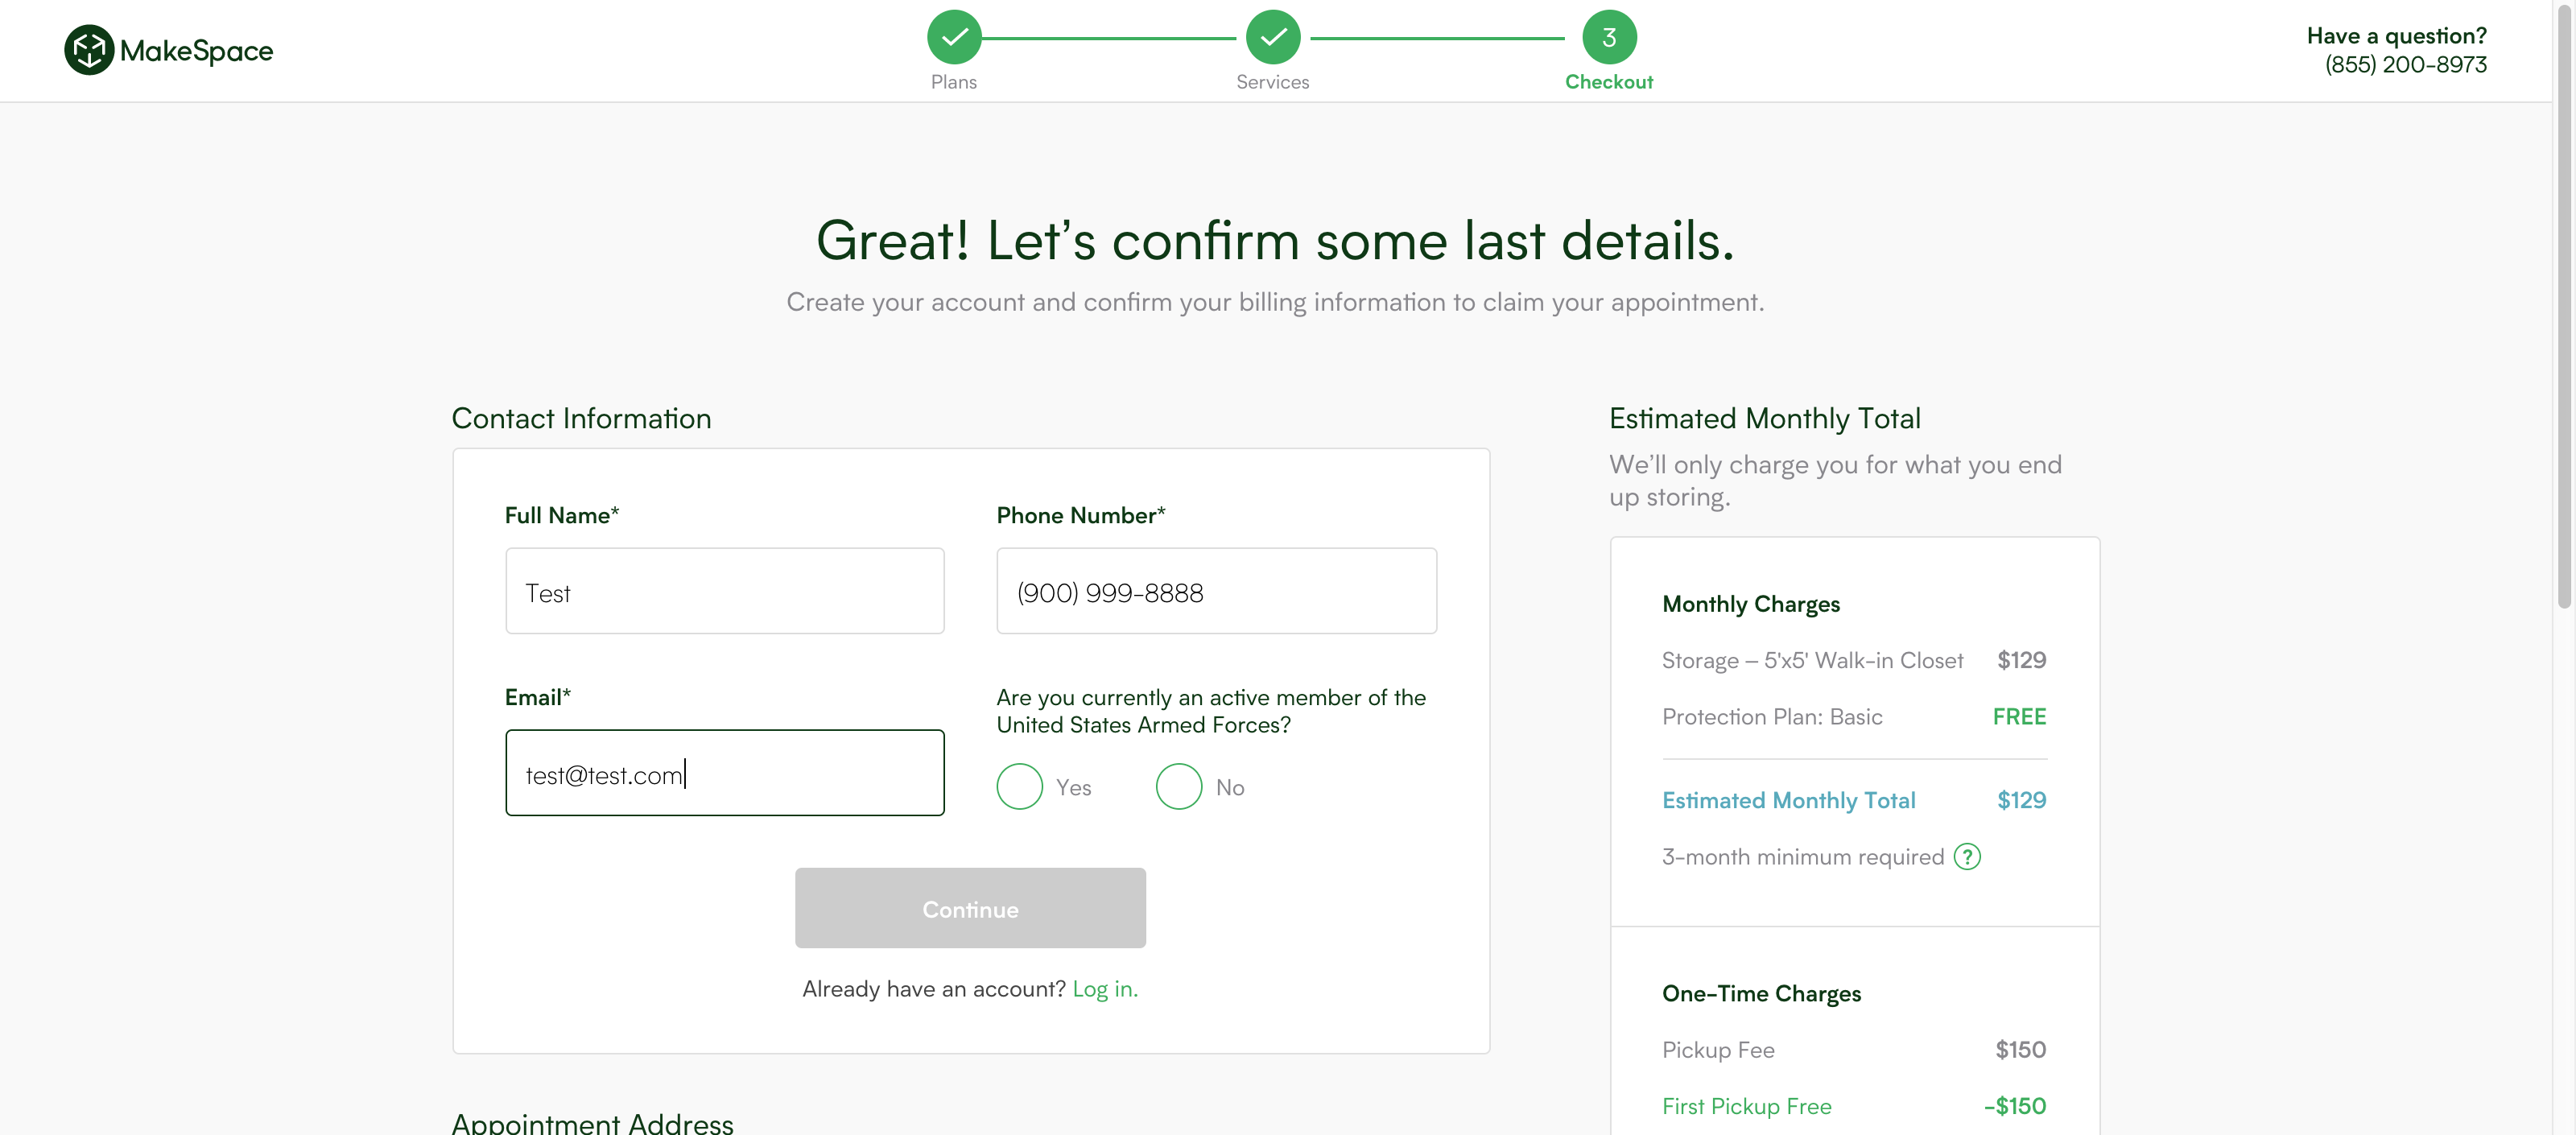 MakeSpace
Plans
Services
3
Checkout
Have a question?
(855) 200-8973
Great! Let’s confirm some last details.
Create your account and confirm your billing information to claim your appointment.
Contact Information
Full Name*
Test
Phone Number*
(900) 999-8888
Email*
test@test.com
Are you currently an active member of the
United States Armed Forces?
Yes
No
Continue
Already have an account? Log in.
Appointment Address
Estimated Monthly Total
We’ll only charge you for what you end
up storing.
Monthly Charges
Storage – 5'x5' Walk-in Closet $129
Protection Plan: Basic FREE
Estimated Monthly Total $129
3-month minimum required ?
One-Time Charges
Pickup Fee $150
First Pickup Free -$150